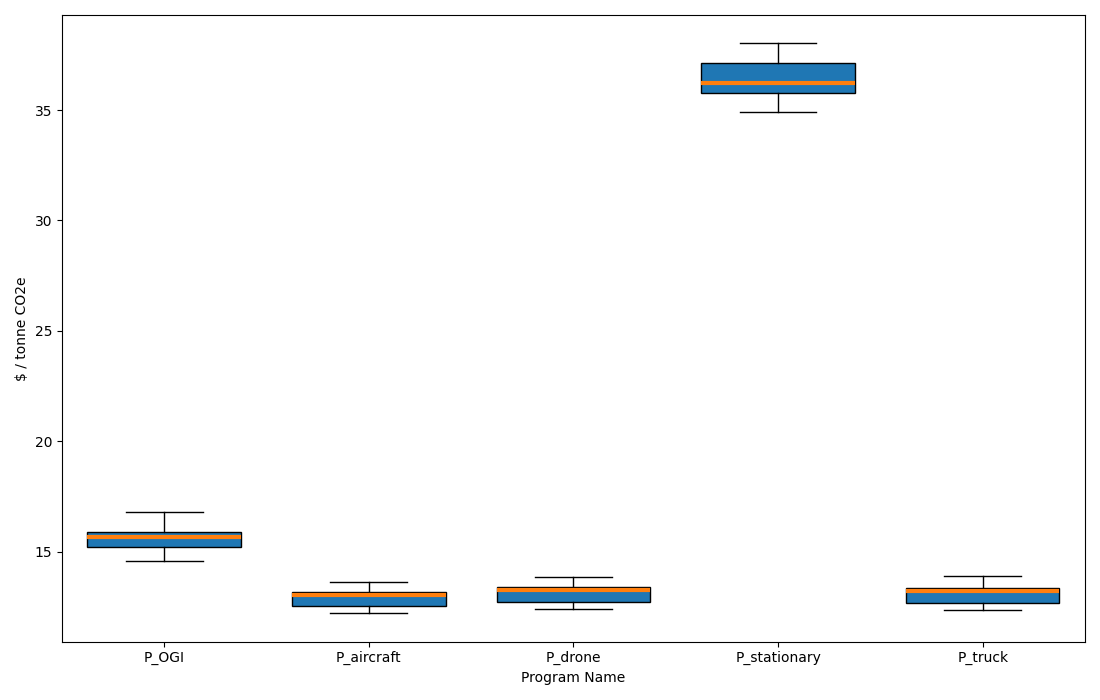 $ / tonne CO2e
35
30
25
20
15
P_OGI
P_aircraft
P_drone
P_stationary
P_truck
Program Name